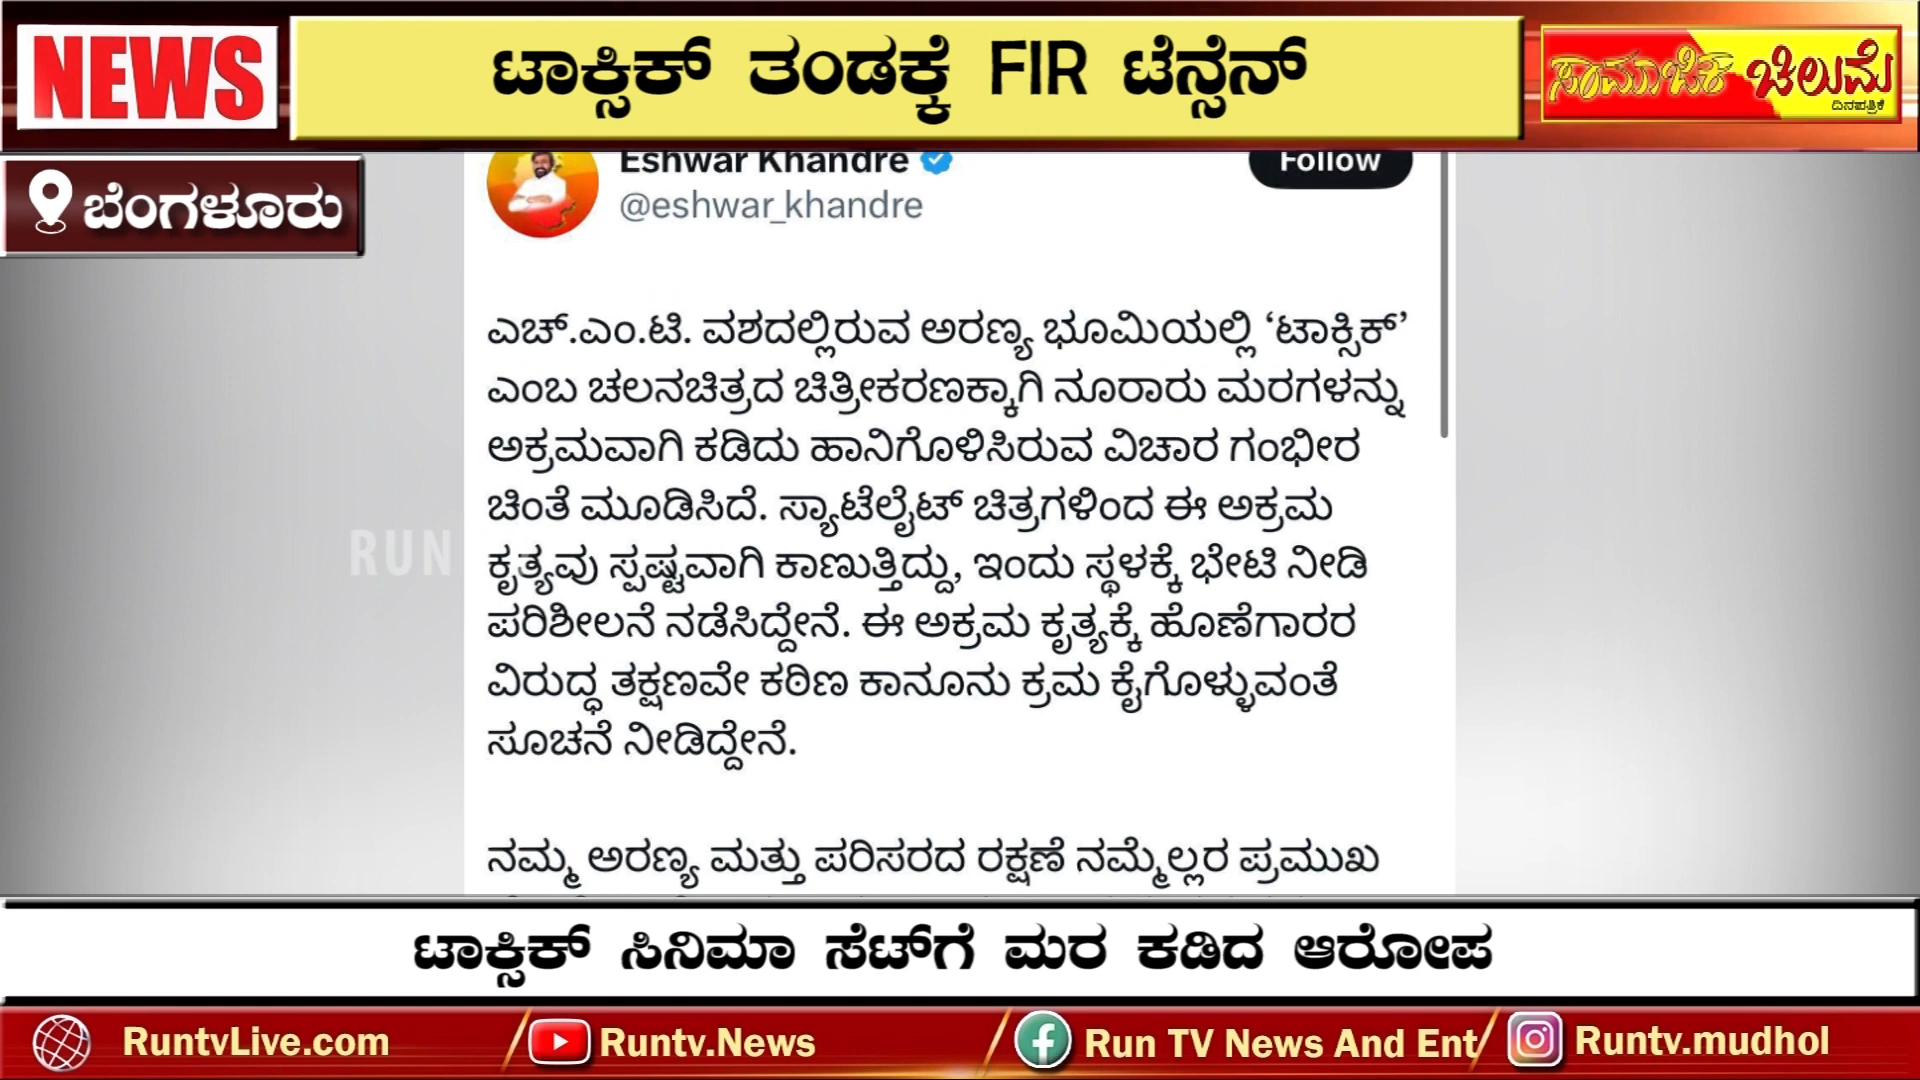 NEWS
ಟಾಕ್ಸಿಕ್ ತಂಡಕ್ಕೆ FIR ಟೆನ್ಸೆನ್
ಸಾಮಾಜಿಕ ಚಿಲುಮೆ
ದಿನಪತ್ರಿಕೆ
ಬೆಂಗಳೂರು
Eshwar Khandre
Follow
@eshwar_khandre
ಎಚ್.ಎಂ.ಟಿ. ವಶದಲ್ಲಿರುವ ಅರಣ್ಯ ಭೂಮಿಯಲ್ಲಿ ‘ಟಾಕ್ಸಿಕ್’
ಎಂಬ ಚಲನಚಿತ್ರದ ಚಿತ್ರೀಕರಣಕ್ಕಾಗಿ ನೂರಾರು ಮರಗಳನ್ನು
ಅಕ್ರಮವಾಗಿ ಕಡಿದು ಹಾನಿಗೊಳಿಸಿರುವ ವಿಚಾರ ಗಂಭೀರ
ಚಿಂತೆ ಮೂಡಿಸಿದೆ. ಸ್ಯಾಟೆಲೈಟ್ ಚಿತ್ರಗಳಿಂದ ಈ ಅಕ್ರಮ
RUN
ಕೃತ್ಯವು ಸ್ಪಷ್ಟವಾಗಿ ಕಾಣುತ್ತಿದ್ದು, ಇಂದು ಸ್ಥಳಕ್ಕೆ ಭೇಟಿ ನೀಡಿ
ಪರಿಶೀಲನೆ ನಡೆಸಿದ್ದೇನೆ. ಈ ಅಕ್ರಮ ಕೃತ್ಯಕ್ಕೆ ಹೊಣೆಗಾರರ
ವಿರುದ್ಧ ತಕ್ಷಣವೇ ಕಠಿಣ ಕಾನೂನು ಕ್ರಮ ಕೈಗೊಳ್ಳುವಂತೆ
ಸೂಚನೆ ನೀಡಿದ್ದೇನೆ.
ನಮ್ಮ ಅರಣ್ಯ ಮತ್ತು ಪರಿಸರದ ರಕ್ಷಣೆ ನಮ್ಮೆಲ್ಲರ ಪ್ರಮುಖ
ಟಾಕ್ಸಿಕ್ ಸಿನಿಮಾ ಸೆಟ್‌ಗೆ ಮರ ಕಡಿದ ಆರೋಪ
RuntvLive.com / Runtv.News / Run TV News And Ent / Runtv.mudhol